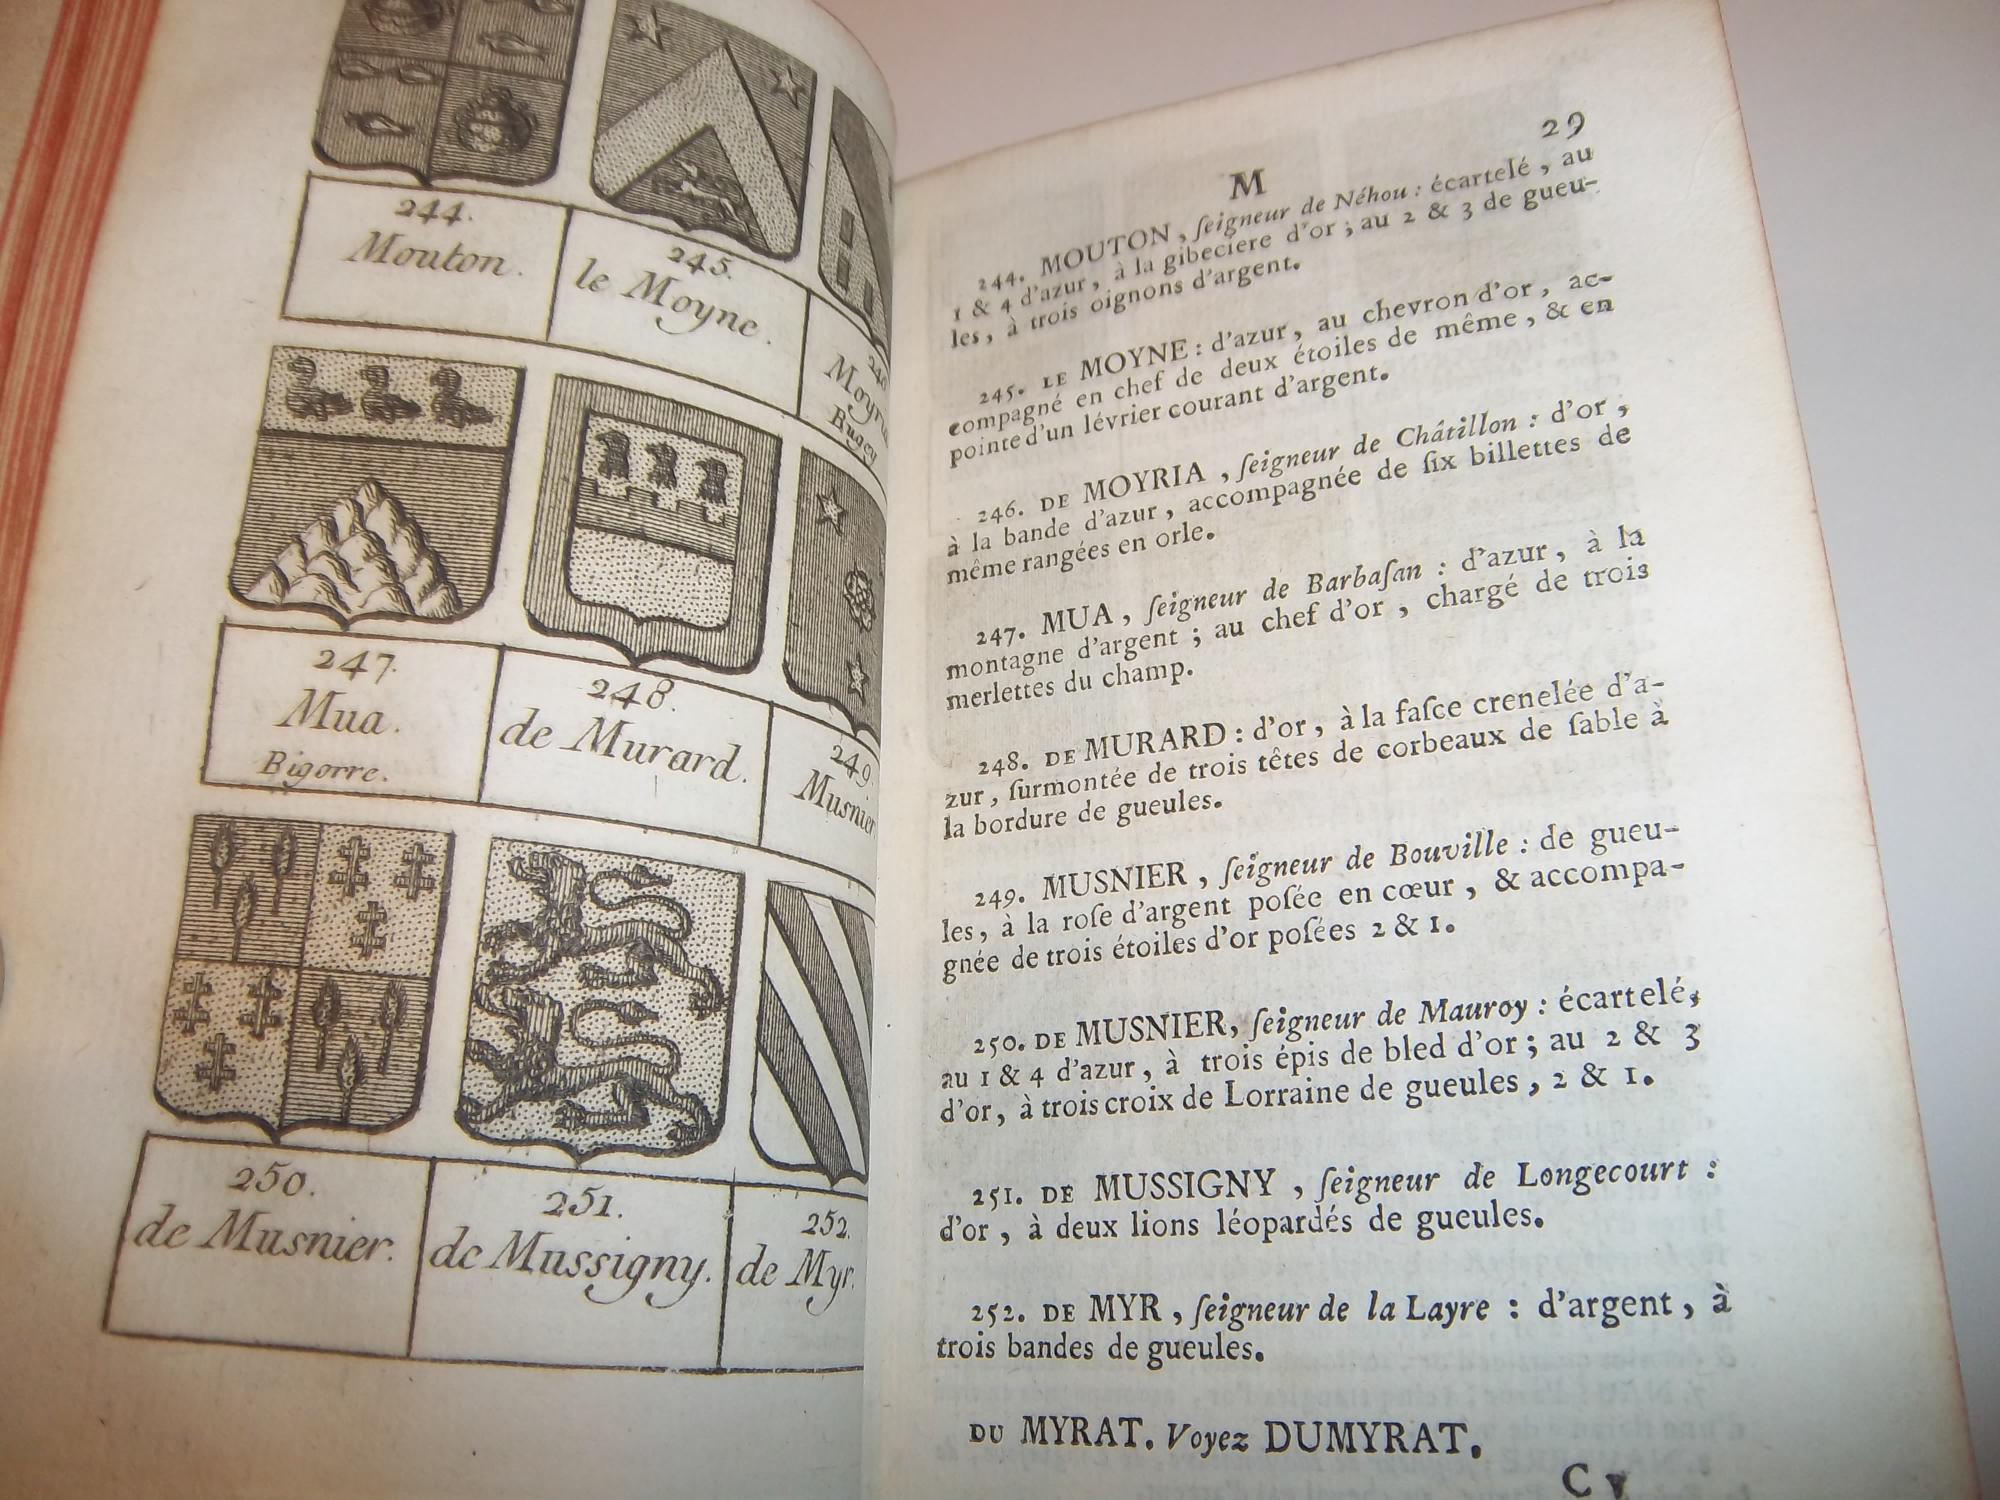 244.
Mouton.
245.
le Moyne.
246
Bugey
247.
Mua.
Bigorre.
248.
de Murard.
249.
Musnier
250.
de Musnier.
251.
de Mussigny.
252.
de Myr.
29
M
244. MOUTON, ſeigneur de Néhou : écartelé, au
1 & 4 d'azur, à la gibeciere d'or ; au 2 & 3 de gueu-
les, à trois oignons d'argent.
245. LE MOYNE : d'azur, au chevron d'or, ac-
compagné en chef de deux étoiles de même, & en
pointe d'un lévrier courant d'argent.
246. DE MOYRIA, ſeigneur de Châtillon : d'or,
à la bande d'azur, accompagnée de ſix billettes de
même rangées en orle.
247. MUA, ſeigneur de Barbaſan : d'azur, à la
montagne d'argent ; au chef d'or, chargé de trois
merlettes du champ.
248. DE MURARD : d'or, à la faſce crenelée d'a-
zur, ſurmontée de trois têtes de corbeaux de ſable à
la bordure de gueules.
249. MUSNIER, ſeigneur de Bouville : de gueu-
les, à la roſe d'argent poſée en cœur, & accompa-
gnée de trois étoiles d'or poſées 2 & 1.
250. DE MUSNIER, ſeigneur de Mauroy : écartelé,
au 1 & 4 d'azur, à trois épis de bled d'or ; au 2 & 3
d'or, à trois croix de Lorraine de gueules, 2 & 1.
251. DE MUSSIGNY, ſeigneur de Longecourt :
d'or, à deux lions léopardés de gueules.
252. DE MYR, ſeigneur de la Layre : d'argent, à
trois bandes de gueules.
DU MYRAT. Voyez DUMYRAT.
C v